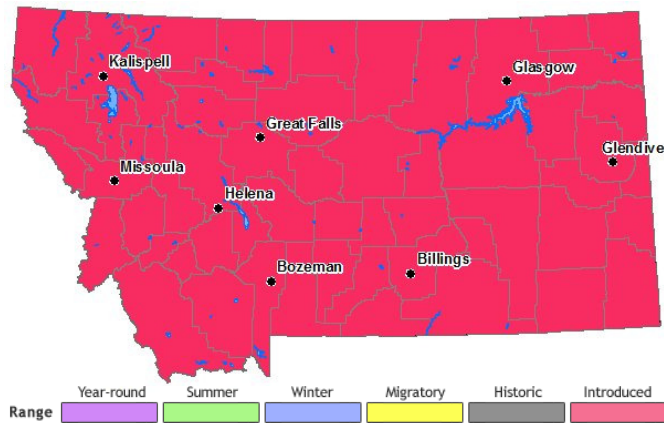 Kalispell
Glasgow
Great Falls
Glendive
Missoula
Helena
Bozeman
Billings
Year-round Summer Winter Migratory Historic Introduced
Range